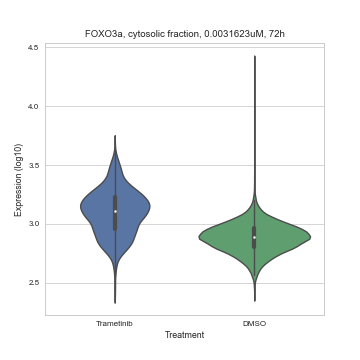 FOXO3a, cytosolic fraction, 0.0031623uM, 72h
4.5
4.0
3.5
3.0
2.5
Expression (log10)
Trametinib
DMSO
Treatment